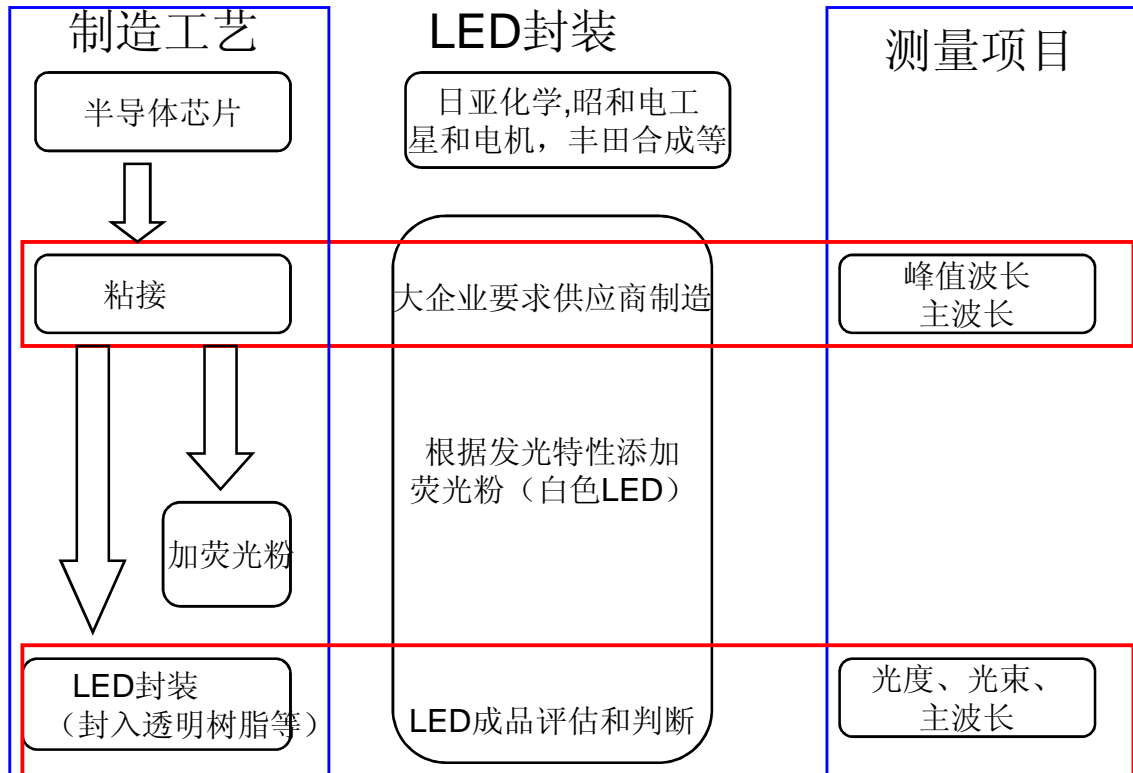 制造工艺
LED封装
测量项目
半导体芯片
日亚化学,昭和电工
星和电机，丰田合成等
粘接
大企业要求供应商制造
峰值波长
主波长
根据发光特性添加
荧光粉（白色LED）
加荧光粉
LED封装
（封入透明树脂等）
LED成品评估和判断
光度、光束、
主波长